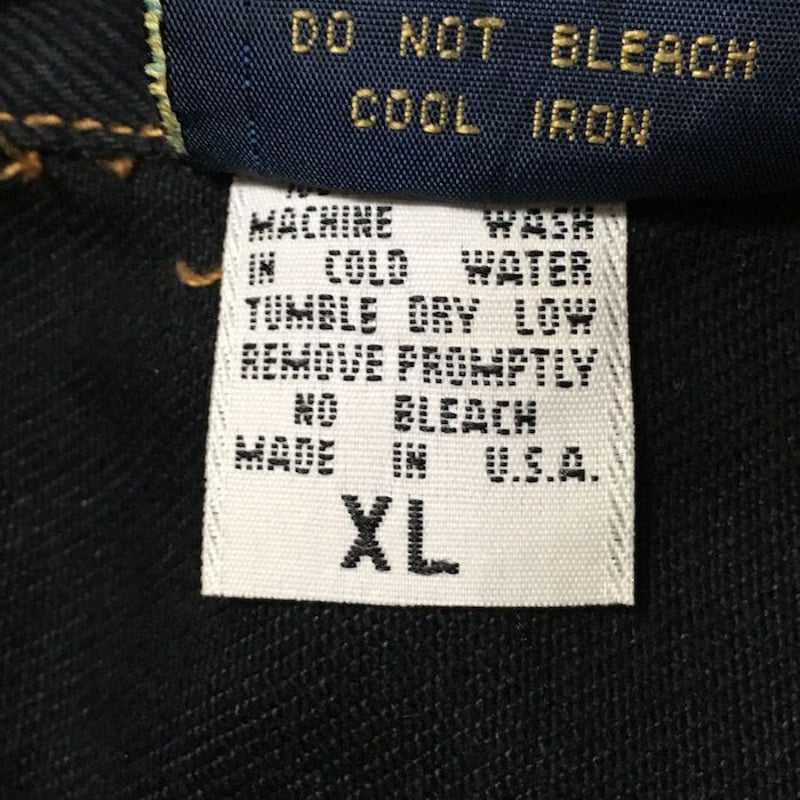 DO NOT BLEACH
COOL IRON
MACHINE WASH
IN COLD WATER
TUMBLE DRY LOW
REMOVE PROMPTLY
NO BLEACH
MADE IN U.S.A.
XL